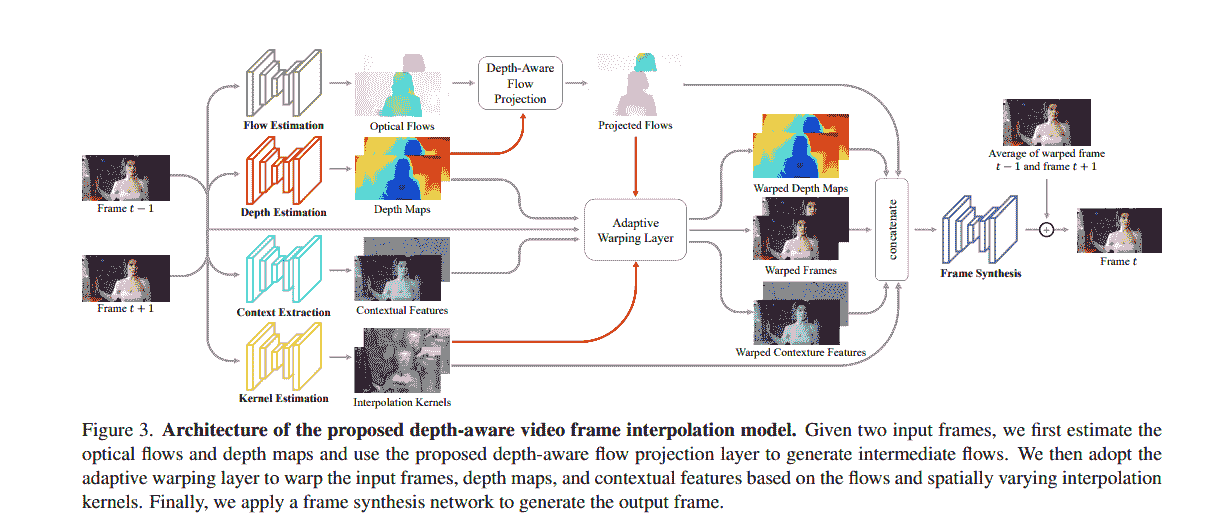 Flow Estimation
Optical Flows
Depth-Aware
Flow
Projection
Projected Flows
Frame t − 1
Depth Estimation
Depth Maps
Frame t + 1
Context Extraction
Contextual Features
Kernel Estimation
Interpolation Kernels
Adaptive
Warping Layer
Warped Depth Maps
Warped Frames
Warped Contexture Features
concatenate
Frame Synthesis
Average of warped frame
t − 1 and frame t + 1
+
Frame t
Figure 3. Architecture of the proposed depth-aware video frame interpolation model. Given two input frames, we first estimate the
optical flows and depth maps and use the proposed depth-aware flow projection layer to generate intermediate flows. We then adopt the
adaptive warping layer to warp the input frames, depth maps, and contextual features based on the flows and spatially varying interpolation
kernels. Finally, we apply a frame synthesis network to generate the output frame.